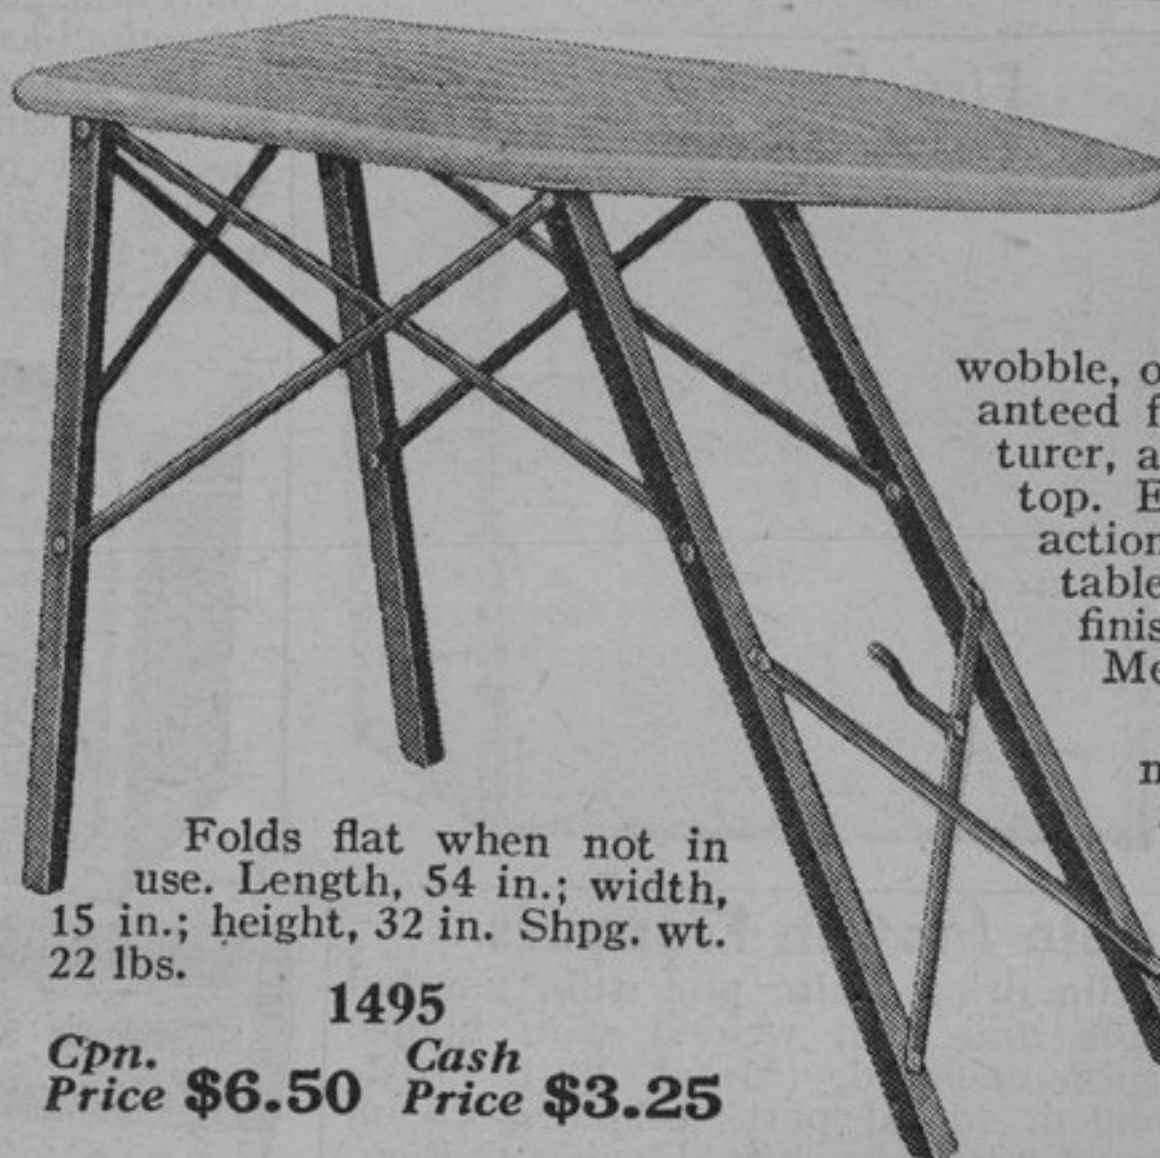 wobble, o
anteed f
turer, a
top. E
action
table
finis
Me
n
Folds flat when not in
use. Length, 54 in.; width,
15 in.; height, 32 in. Shpg. wt.
22 lbs.
1495
Cpn. Price $6.50 Cash Price $3.25